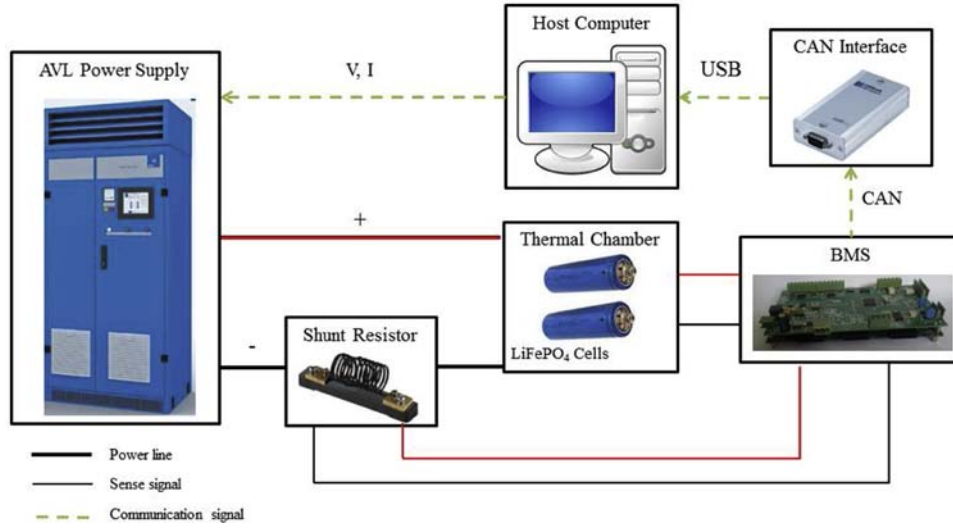 Host Computer
CAN Interface
AVL Power Supply
V, I
USB
CAN
+
Thermal Chamber
BMS
-
Shunt Resistor
LiFePO₄ Cells
Power line
Sense signal
Communication signal